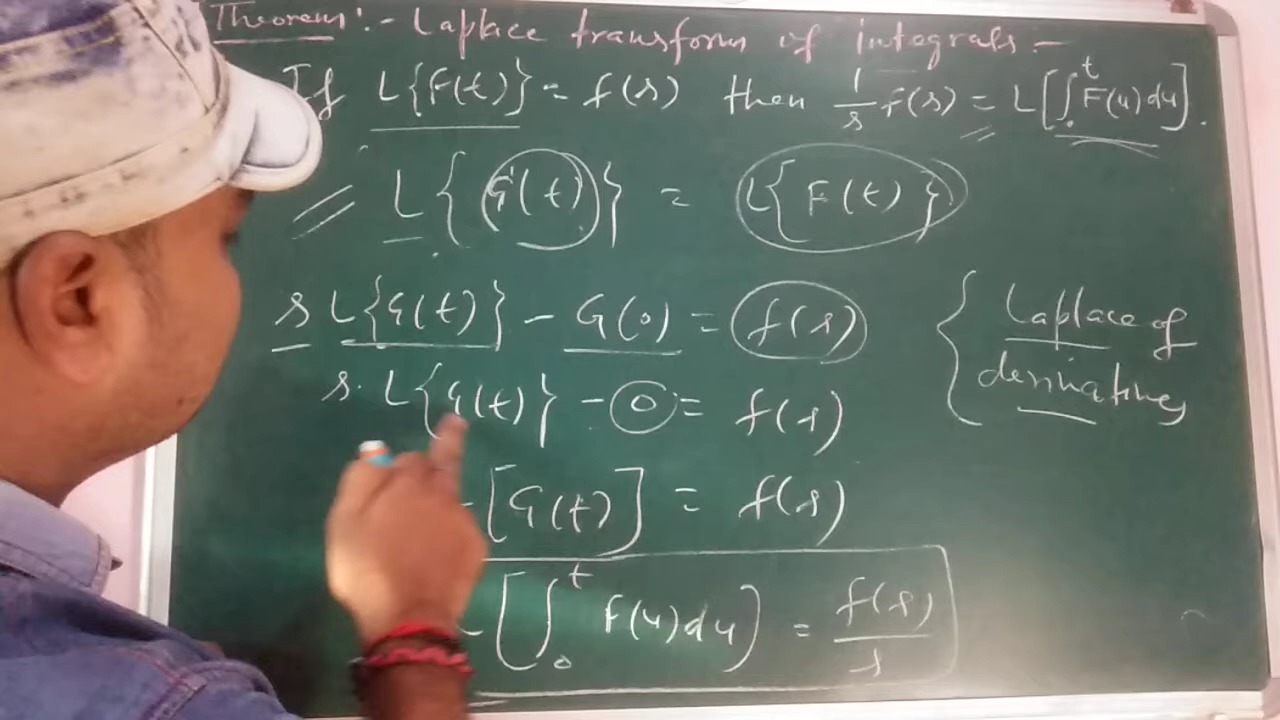 Theorem :- Laplace transform of integrals :-
If L{F(t)} = f(s) then 1/s f(s) = L[∫₀ᵗ F(u) du].
L{G'(t)} = L{F(t)}
s L{G(t)} - G(0) = f(s) { Laplace of derivatives
s. L{G(t)} - 0 = f(s)
[G(t)] = f(s)
[∫₀ᵗ F(u) du] = f(s)/s